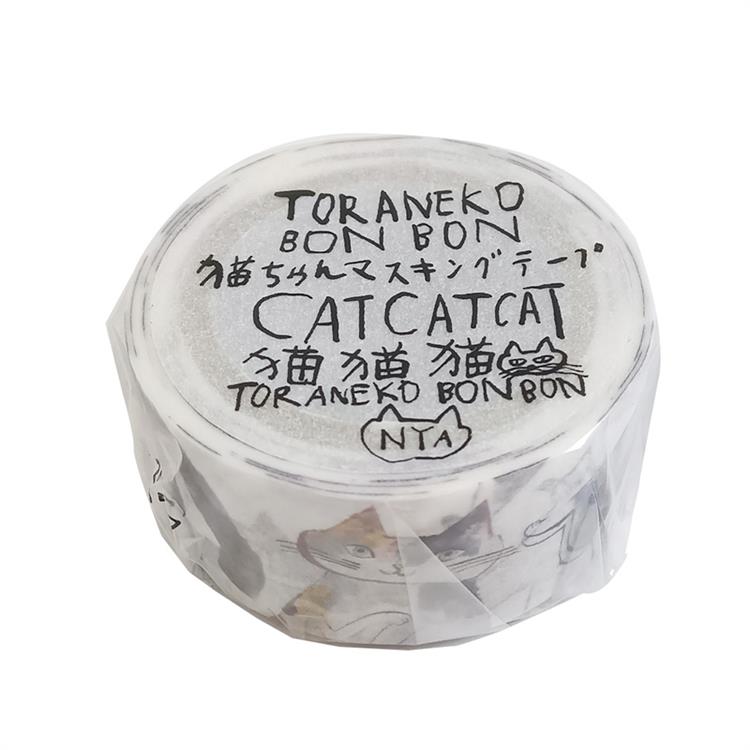 TORANEKO
BON BON
猫ちゃんマスキングテープ
CATCATCAT
猫 猫 猫
TORANEKO BONBON
NYA